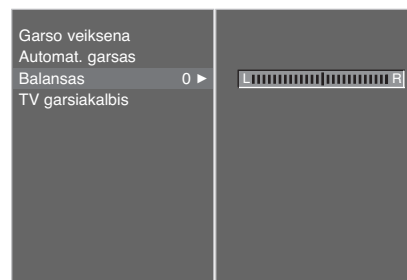 Garso veiksena
Automat. garsas
Balansas 0 ►
TV garsiakalbis
L R